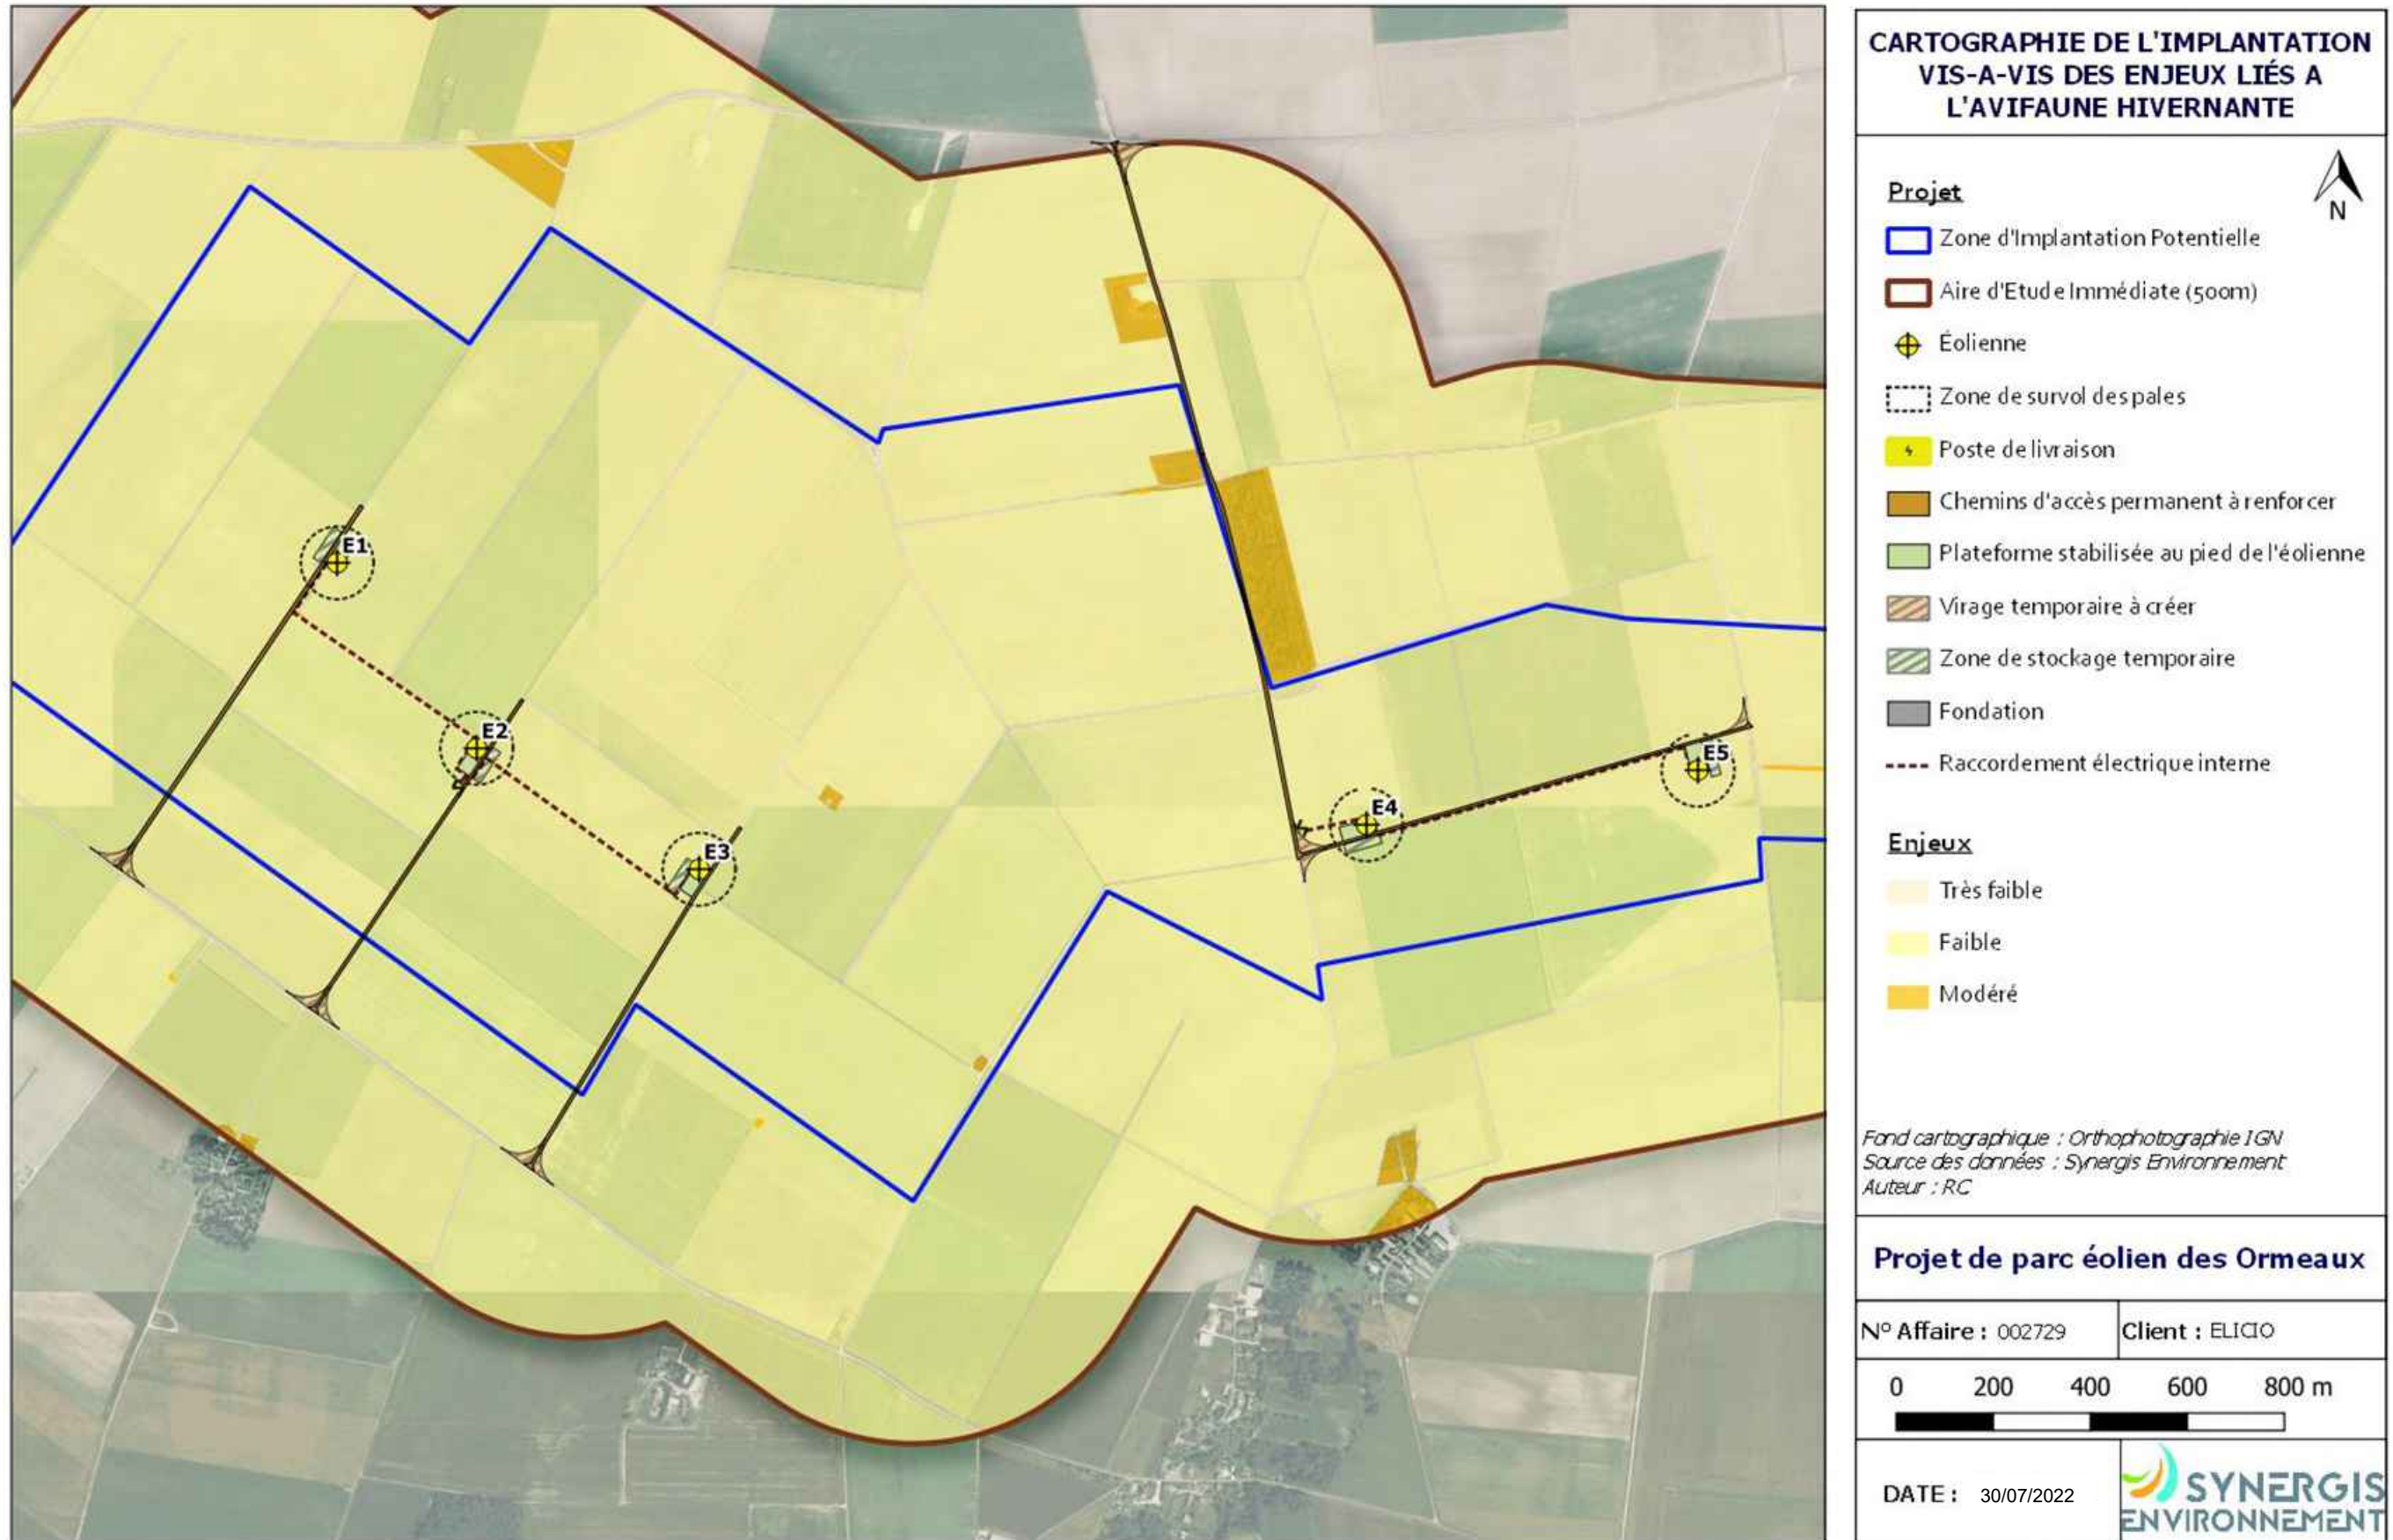 CARTOGRAPHIE DE L'IMPLANTATION
VIS-A-VIS DES ENJEUX LIÉS A
L'AVIFAUNE HIVERNANTE
Projet
N
Zone d'Implantation Potentielle
Aire d'Etude Immédiate (500m)
Éolienne
Zone de survol des pales
Poste de livraison
Chemins d'accès permanent à renforcer
Plateforme stabilisée au pied de l'éolienne
Virage temporaire à créer
Zone de stockage temporaire
Fondation
Raccordement électrique interne
Enjeux
Très faible
Faible
Modéré
Fond cartographique : Orthophotographie IGN
Source des données : Synergis Environnement
Auteur : RC
Projet de parc éolien des Ormeaux
N° Affaire : 002729
Client : ELICIO
0 200 400 600 800 m
DATE : 30/07/2022
SYNERGIS
ENVIRONNEMENT
E1
E2
E3
E4
E5